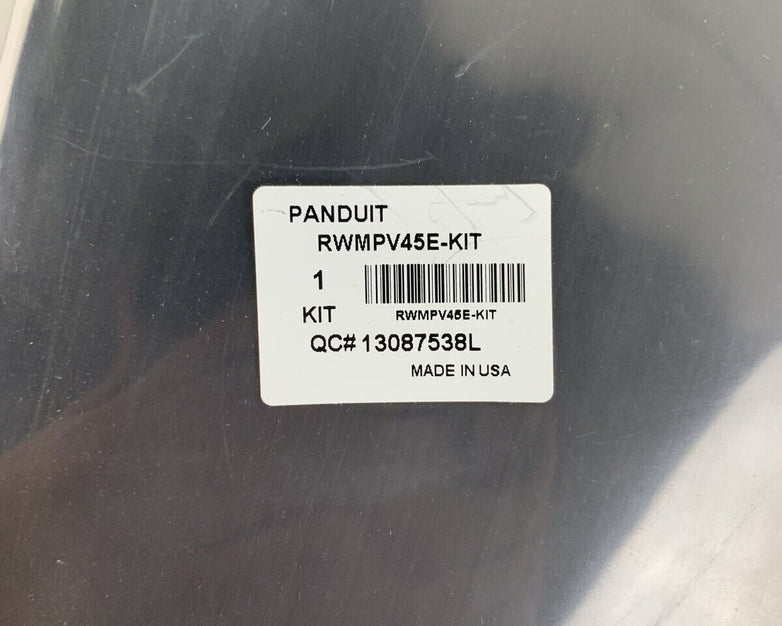 PANDUIT
RWMPV45E-KIT
1
KIT
RWMPV45E-KIT
QC# 13087538L
MADE IN USA